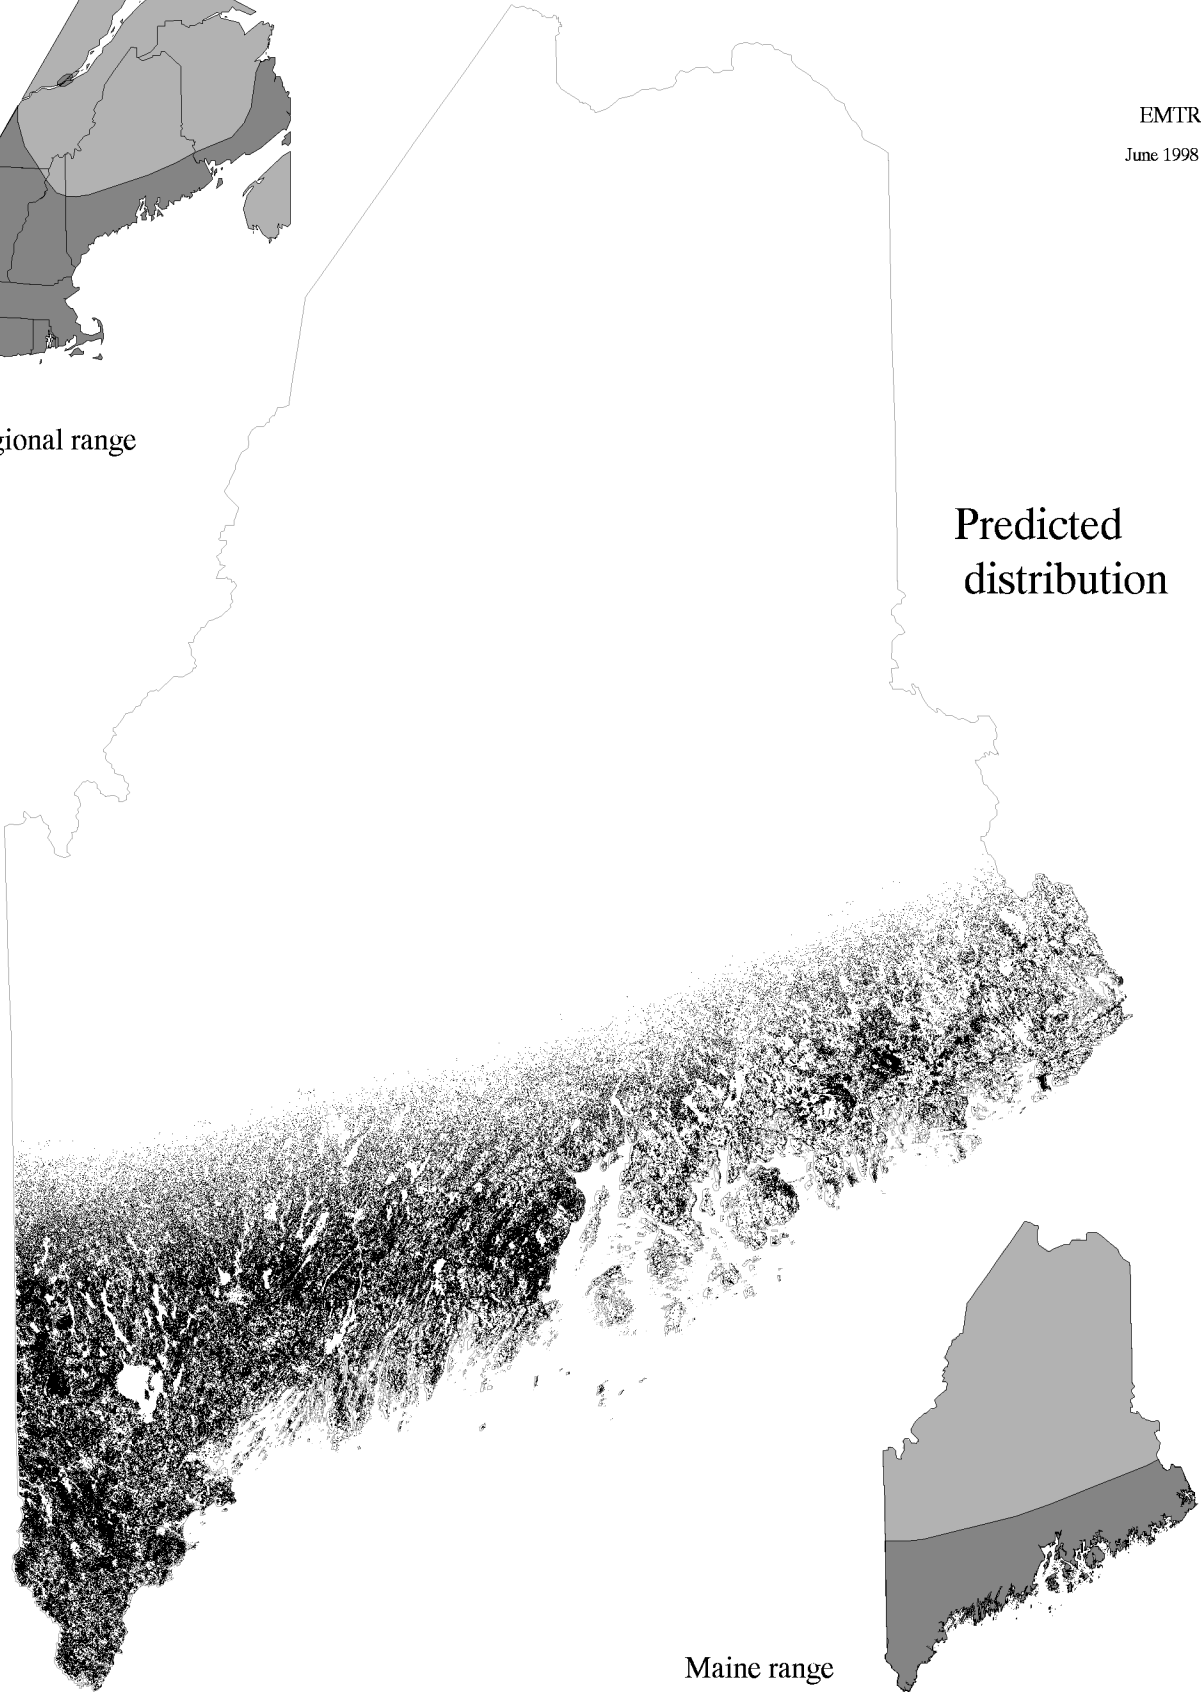 EMTR
June 1998
gional range
Predicted
distribution
Maine range